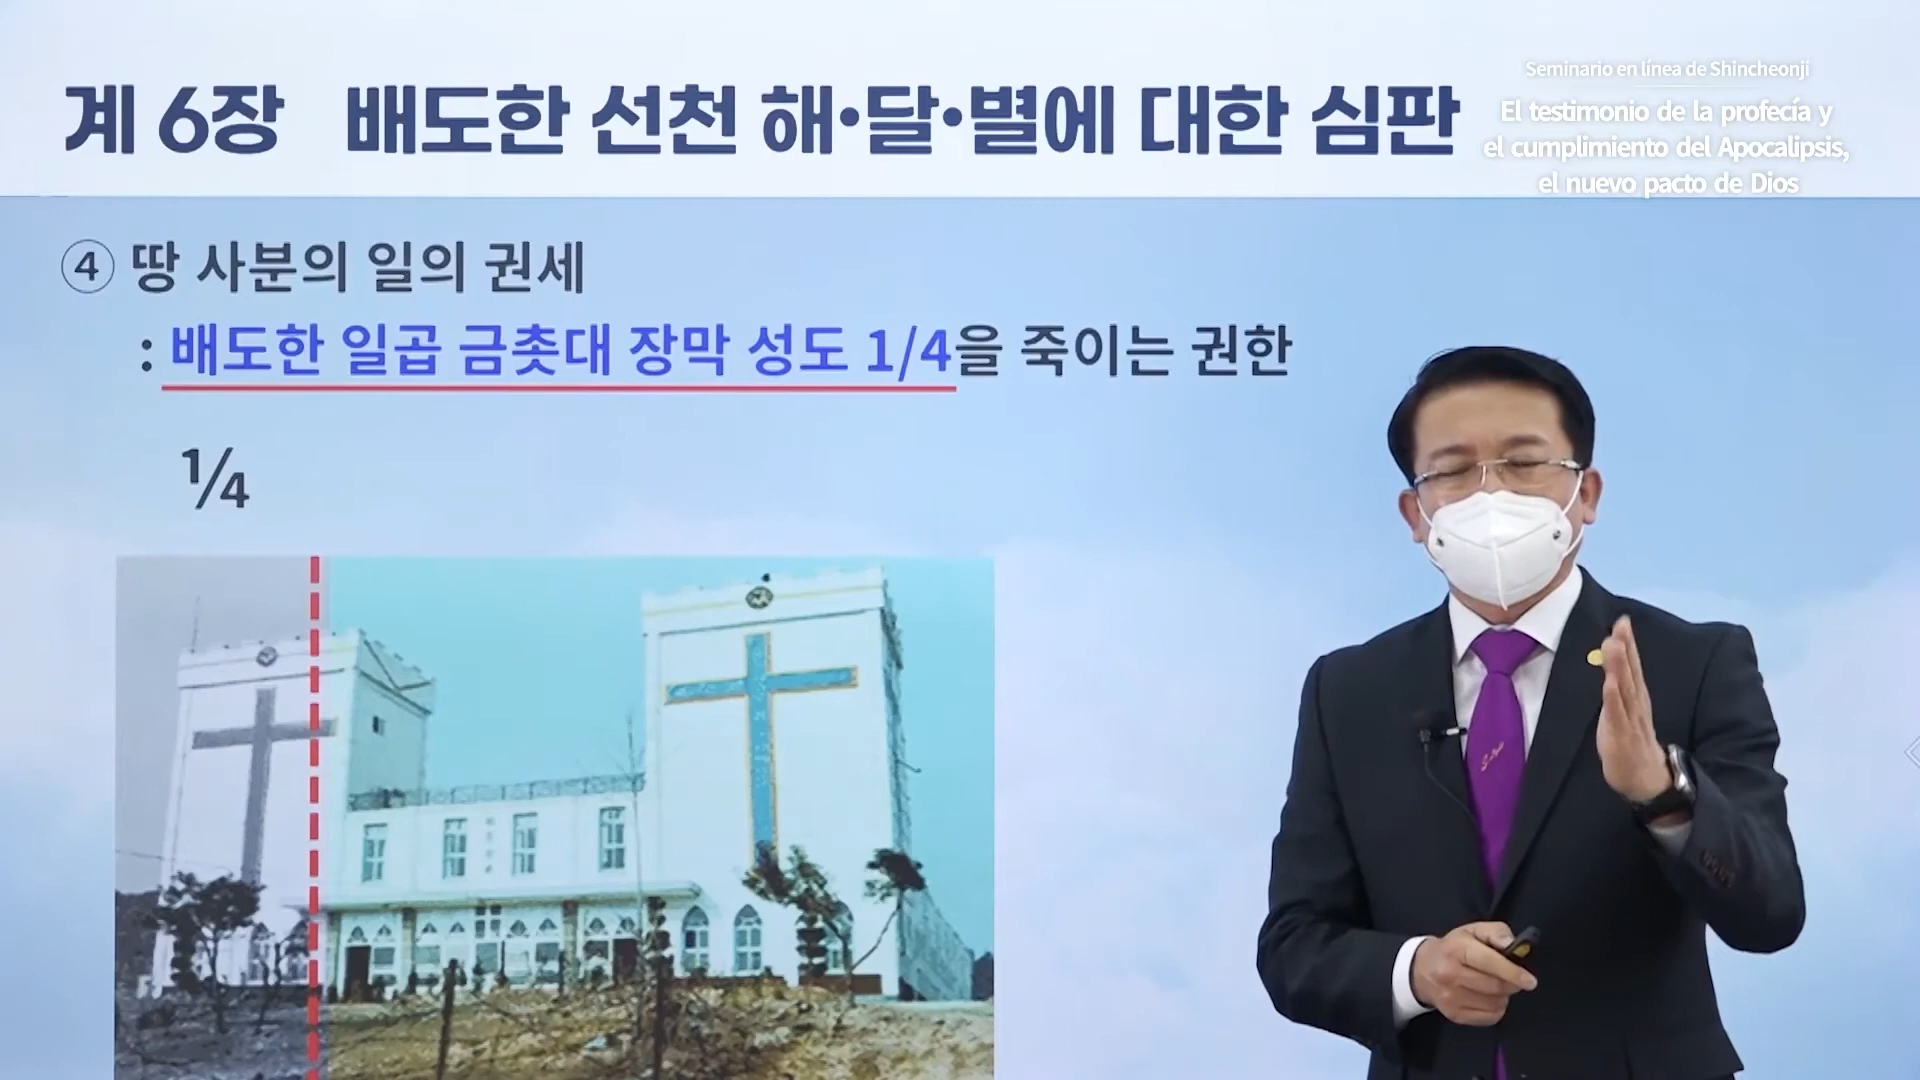 계 6장 배도한 선천 해·달·별에 대한 심판
Seminario en línea de Shincheonji
El testimonio de la profecía y
el cumplimiento del Apocalipsis,
el nuevo pacto de Dios
④ 땅 사분의 일의 권세
: 배도한 일곱 금촛대 장막 성도 1/4을 죽이는 권한
¼